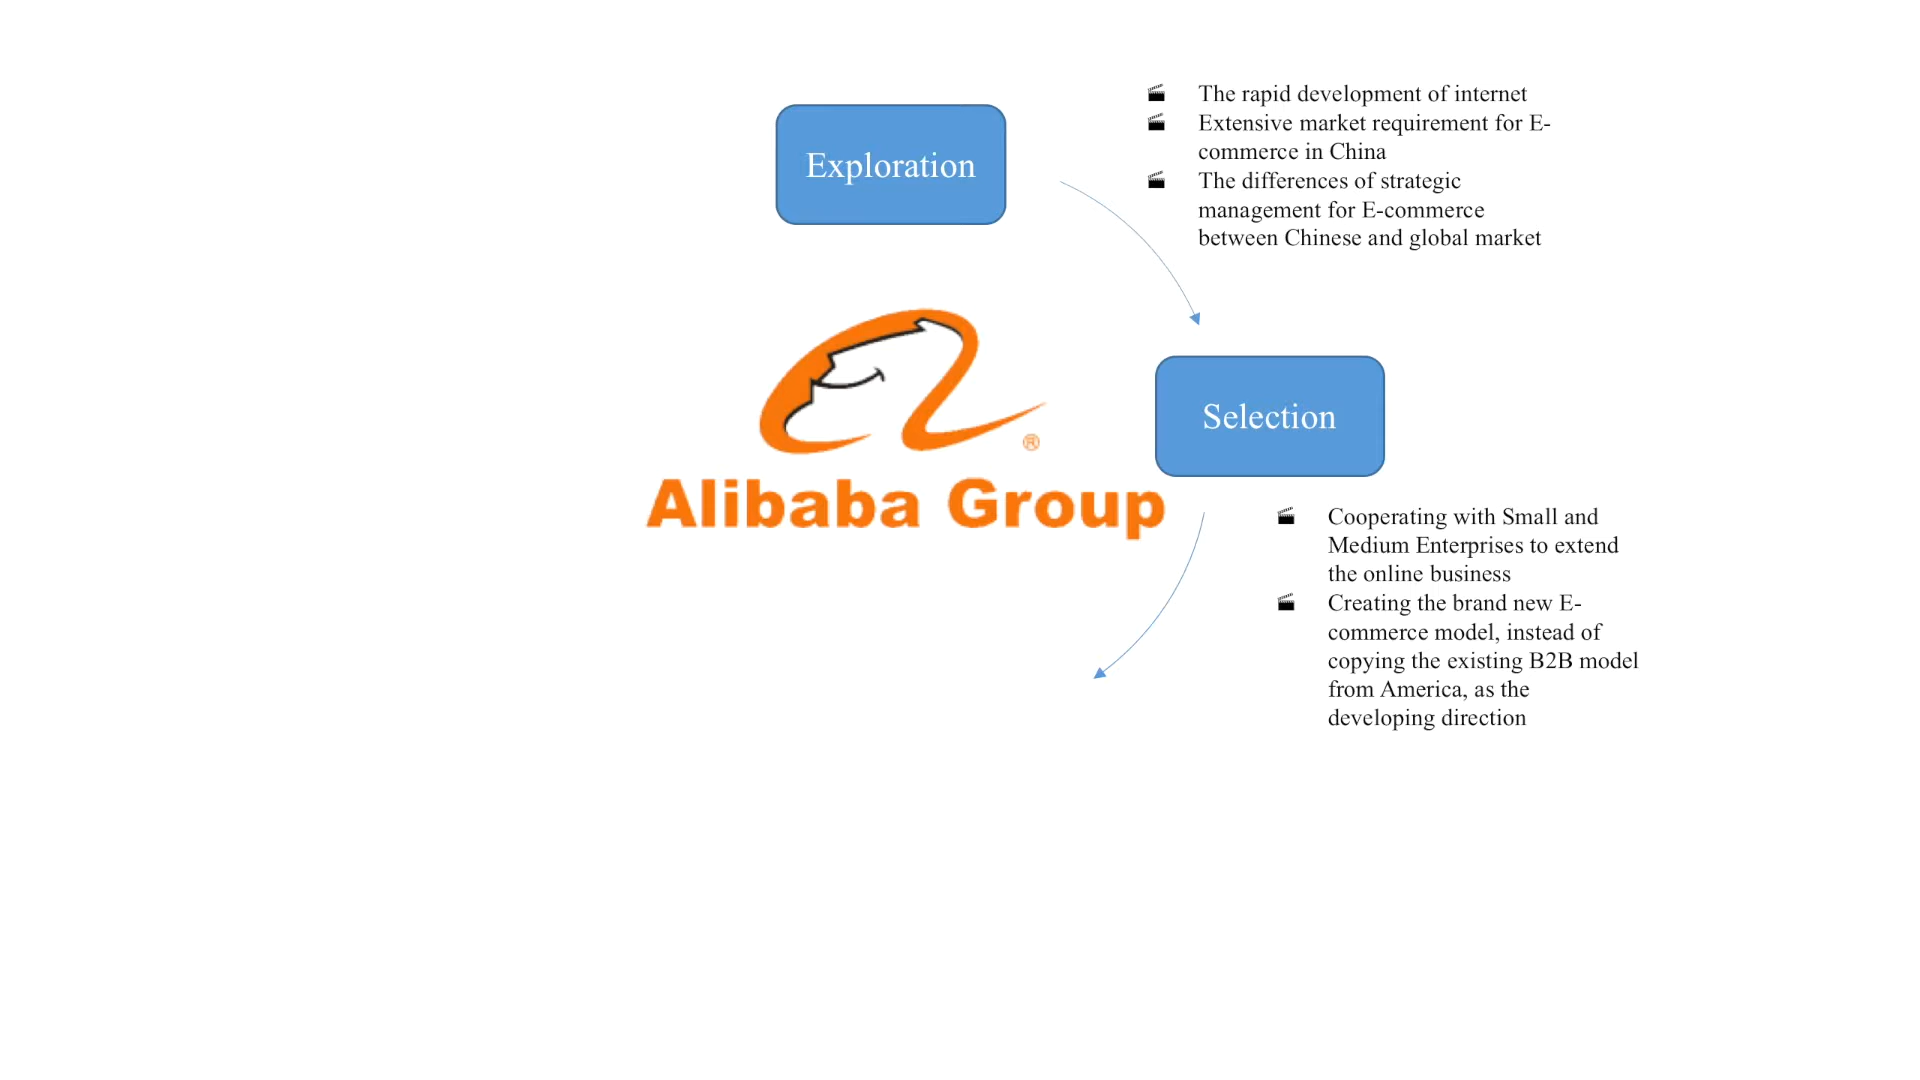 Exploration
The rapid development of internet
Extensive market requirement for E-
commerce in China
The differences of strategic
management for E-commerce
between Chinese and global market
®
Alibaba Group
Selection
Cooperating with Small and
Medium Enterprises to extend
the online business
Creating the brand new E-
commerce model, instead of
copying the existing B2B model
from America, as the
developing direction